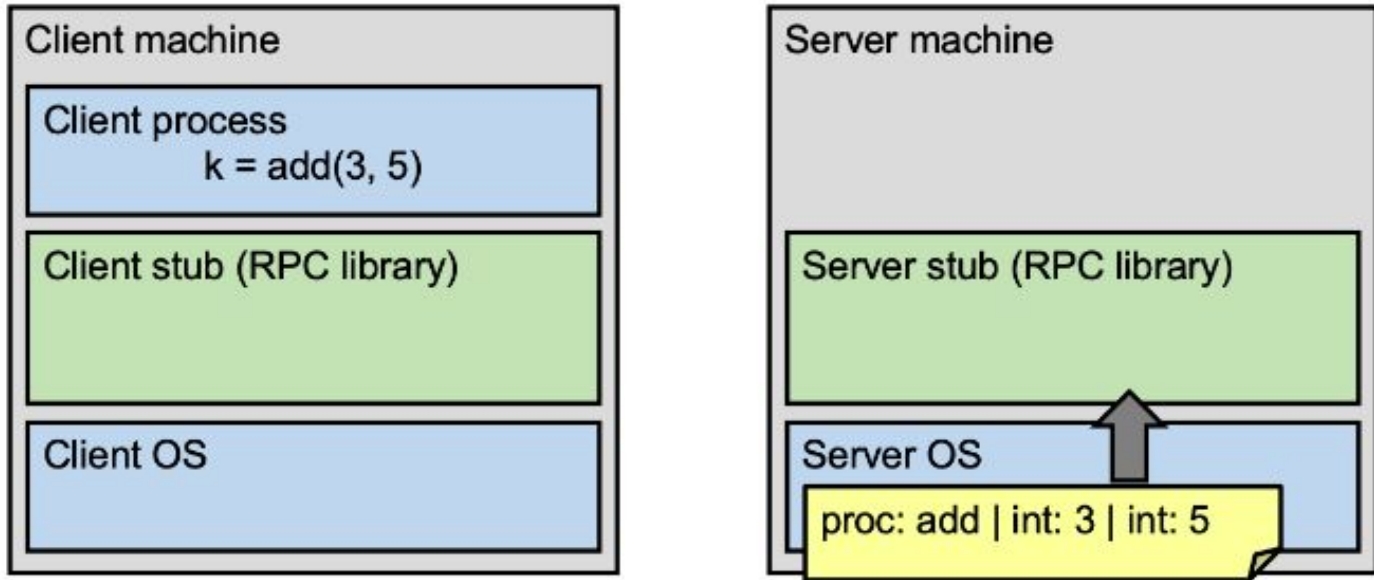 Client machine
Client process
k = add(3, 5)
Client stub (RPC library)
Client OS
Server machine
Server stub (RPC library)
Server OS
proc: add | int: 3 | int: 5